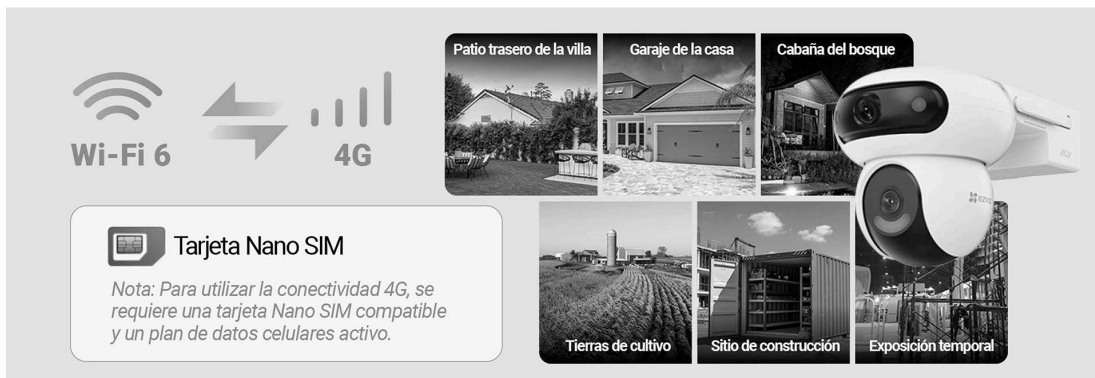 Patio trasero de la villa
Garaje de la casa
Cabaña del bosque
Wi-Fi 6
4G
Tarjeta Nano SIM
Nota: Para utilizar la conectividad 4G, se
requiere una tarjeta Nano SIM compatible
y un plan de datos celulares activo.
Tierras de cultivo
Sitio de construcción
Exposición temporal